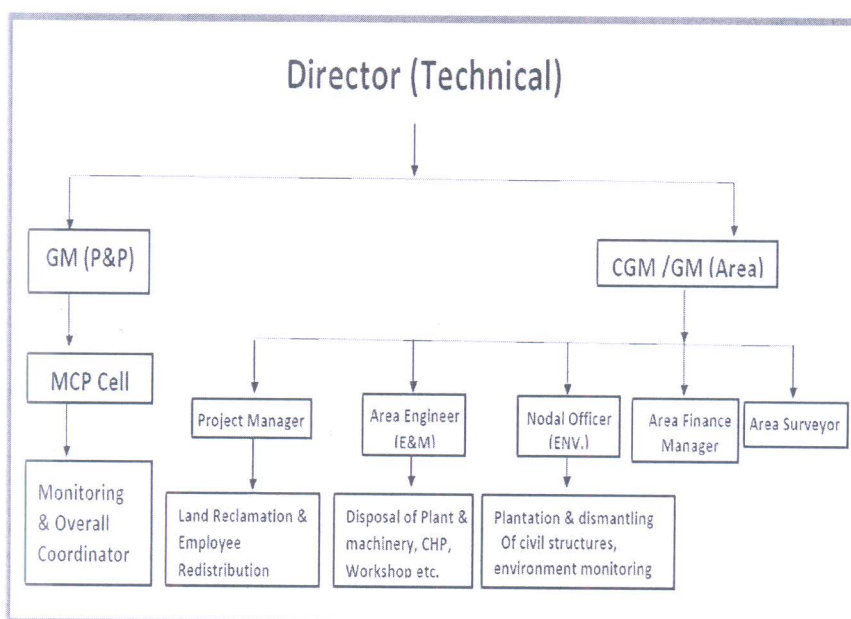 Director (Technical)
GM (P&P)
CGM /GM (Area)
MCP Cell
Project Manager
Area Engineer
(E&M)
Nodal Officer
(ENV.)
Area Finance
Manager
Area Surveyor
Monitoring
& Overall
Coordinator
Land Reclamation &
Employee
Redistribution
Disposal of Plant &
machinery, CHP,
Workshop etc.
Plantation & dismantling
Of civil structures,
environment monitoring